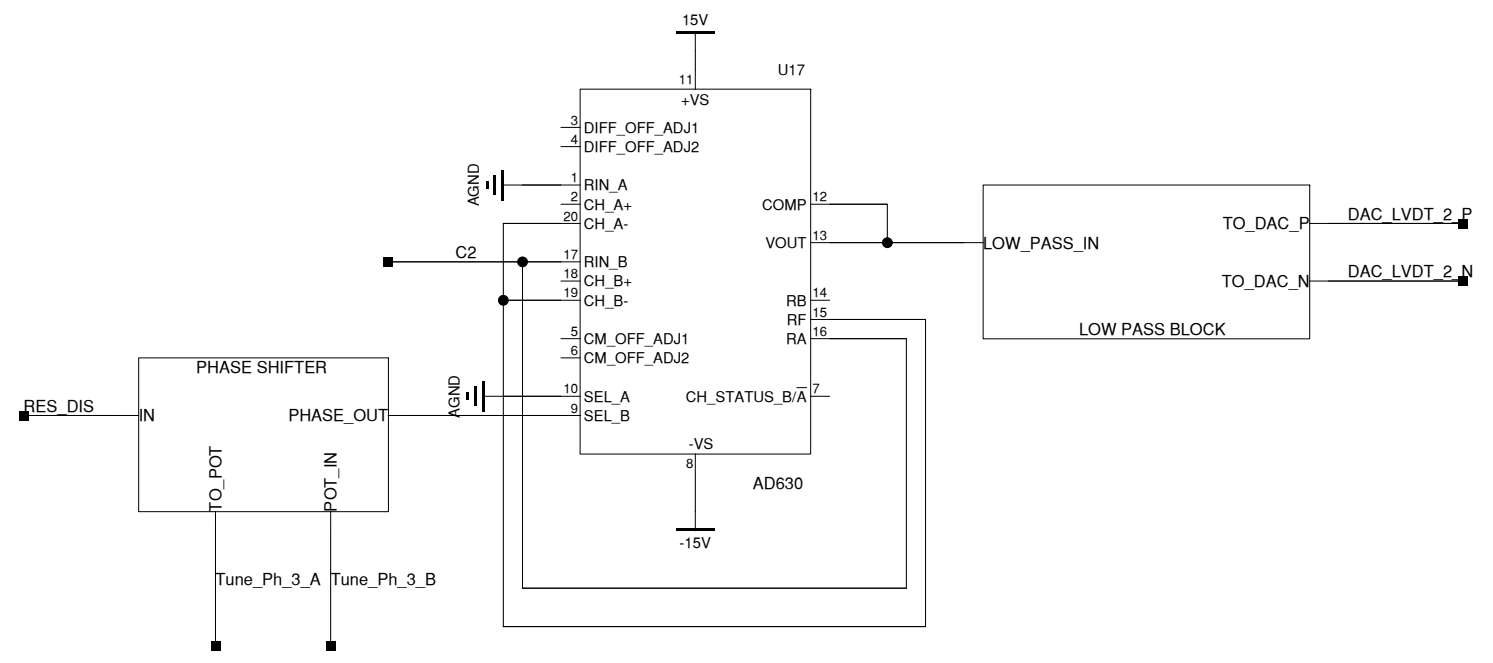 15V
U17
11
+VS
3 DIFF_OFF_ADJ1
4 DIFF_OFF_ADJ2
AGND
1 RIN_A
2 CH_A+
20 CH_A-
C2
17 RIN_B
18 CH_B+
19 CH_B-
5 CM_OFF_ADJ1
6 CM_OFF_ADJ2
AGND
10 SEL_A
9 SEL_B
COMP 12
VOUT 13
RB 14
RF 15
RA 16
CH_STATUS_B/A̅ 7
-VS
8
AD630
-15V
LOW_PASS_IN
TO_DAC_P
DAC_LVDT_2_P
TO_DAC_N
DAC_LVDT_2_N
LOW PASS BLOCK
PHASE SHIFTER
RES_DIS
IN
PHASE_OUT
TO_POT
POT_IN
Tune_Ph_3_A
Tune_Ph_3_B